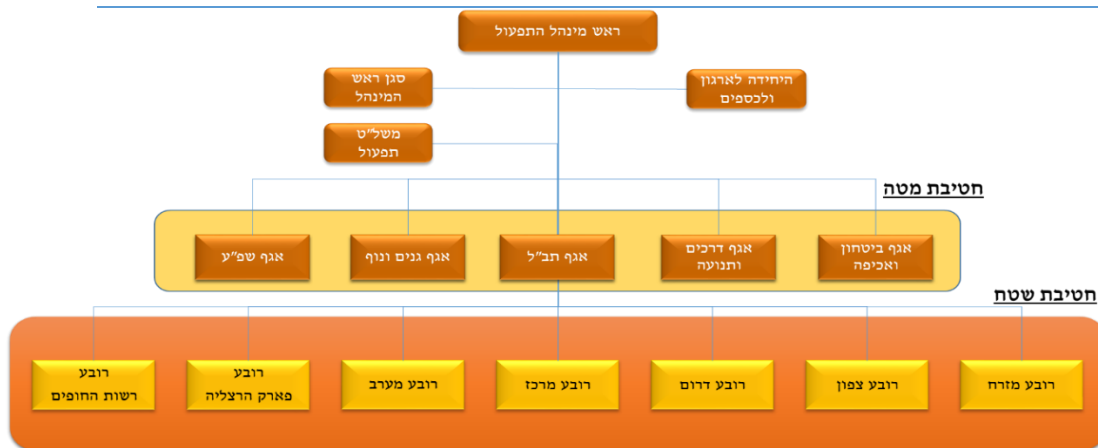 ראש מינהל התפעול
היחידה לארגון
ולכספים
סגן ראש
המינהל
משל"ט
תפעול
חטיבת מטה
אגף ביטחון
ואכיפה
אגף דרכים
ותנועה
אגף תב"ל
אגף גנים ונוף
אגף שפ"ע
חטיבת שטח
רובע מזרח
רובע צפון
רובע דרום
רובע מרכז
רובע מערב
רובע
פארק הרצליה
רובע
רשות החופים